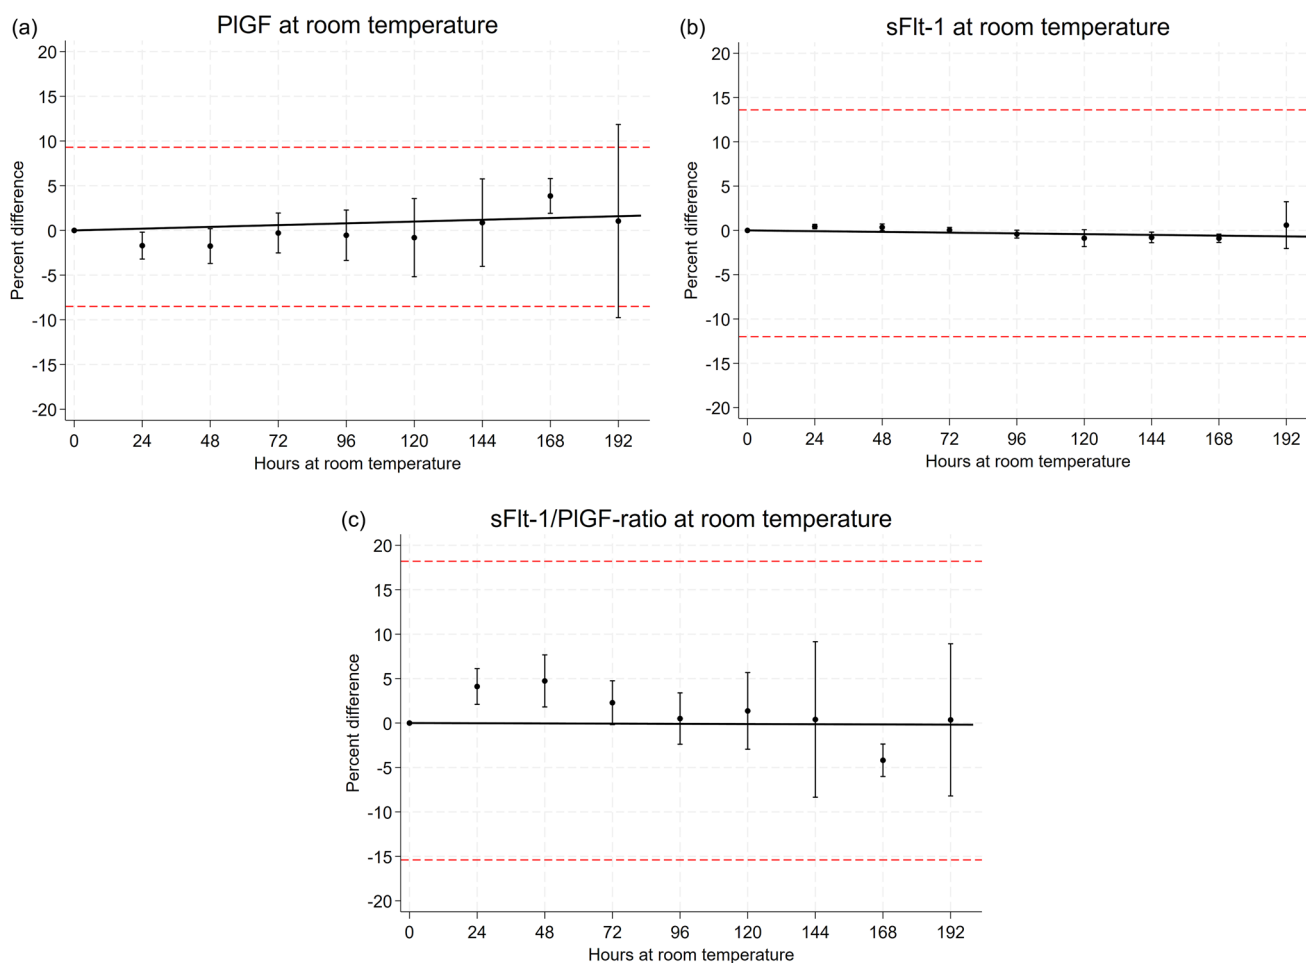 (a)
PlGF at room temperature
20
15
10
5
0
-5
-10
-15
-20
Percent difference
0 24 48 72 96 120 144 168 192
Hours at room temperature
(b)
sFlt-1 at room temperature
20
15
10
5
0
-5
-10
-15
-20
Percent difference
0 24 48 72 96 120 144 168 192
Hours at room temperature
(c)
sFlt-1/PlGF-ratio at room temperature
20
15
10
5
0
-5
-10
-15
-20
Percent difference
0 24 48 72 96 120 144 168 192
Hours at room temperature